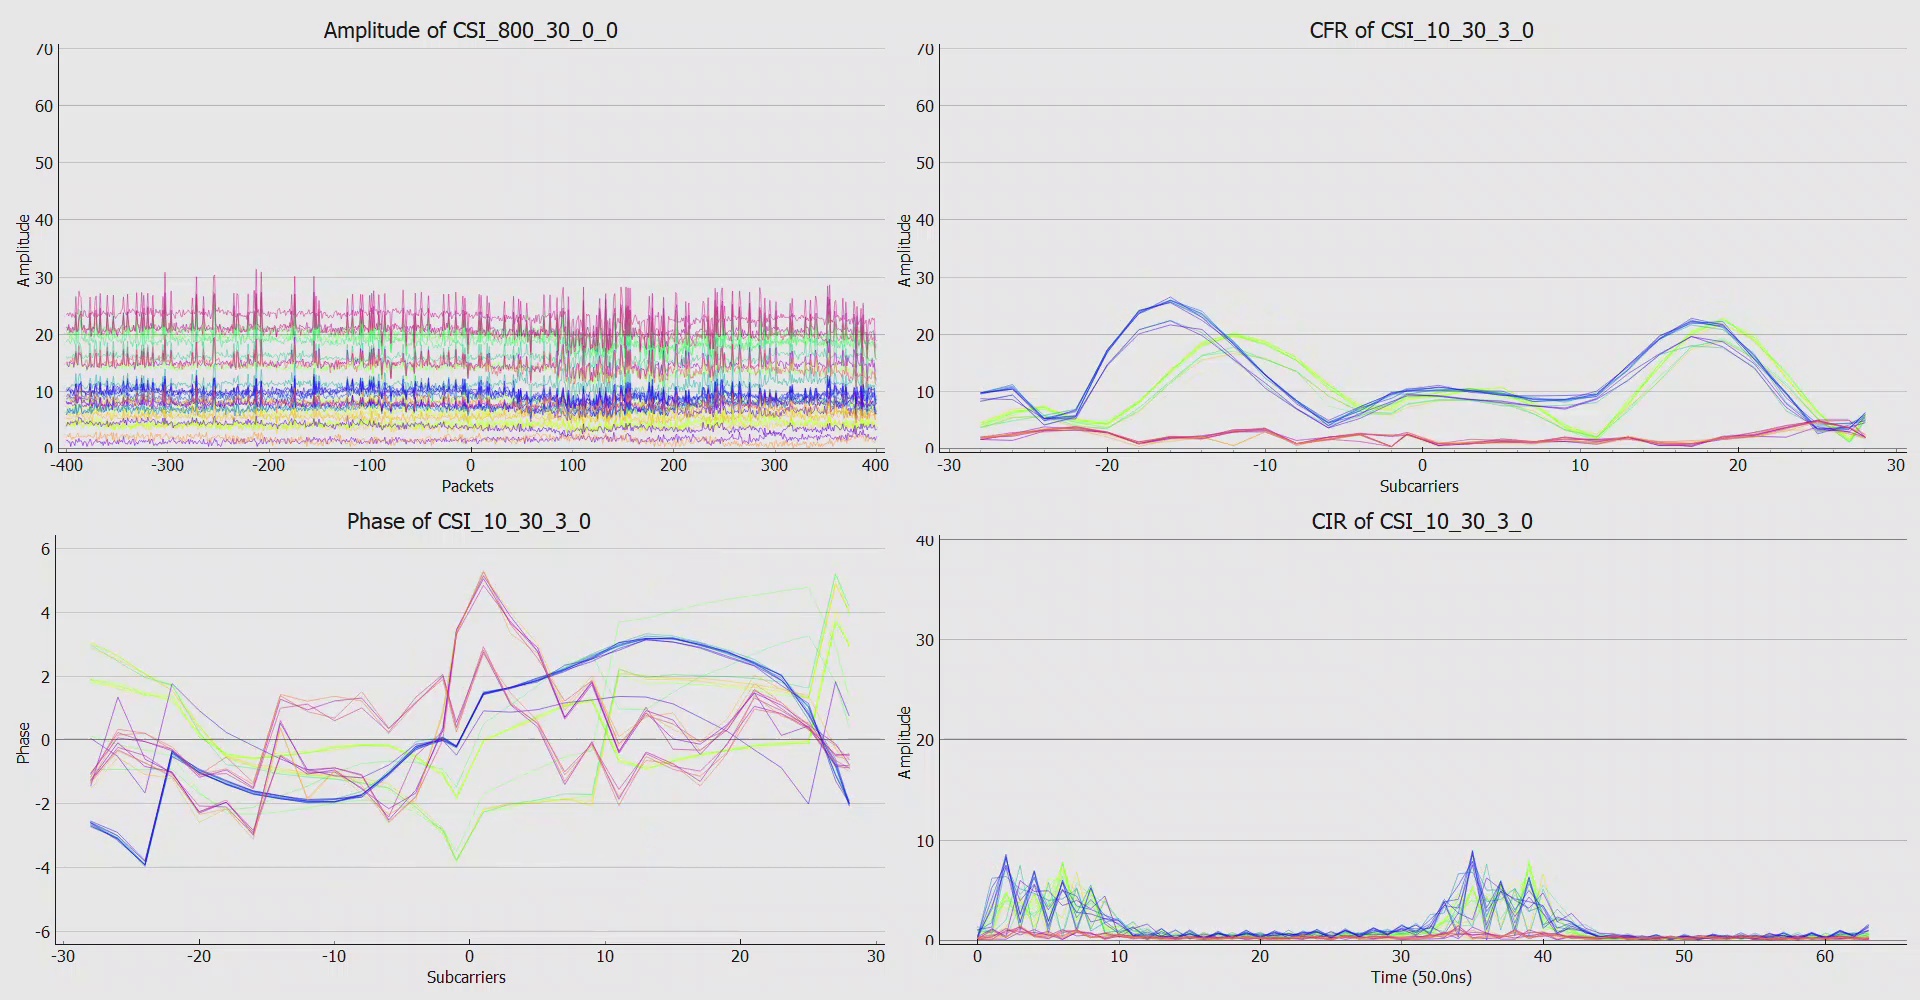 Amplitude of CSI_800_30_0_0
70
60
50
40
30
20
10
0
Amplitude
-400 -300 -200 -100 0 100 200 300 400
Packets
CFR of CSI_10_30_3_0
70
60
50
40
30
20
10
0
Amplitude
-30 -20 -10 0 10 20 30
Subcarriers
Phase of CSI_10_30_3_0
6
4
2
0
-2
-4
-6
Phase
-30 -20 -10 0 10 20 30
Subcarriers
CIR of CSI_10_30_3_0
40
30
20
10
0
Amplitude
0 10 20 30 40 50 60
Time (50.0ns)